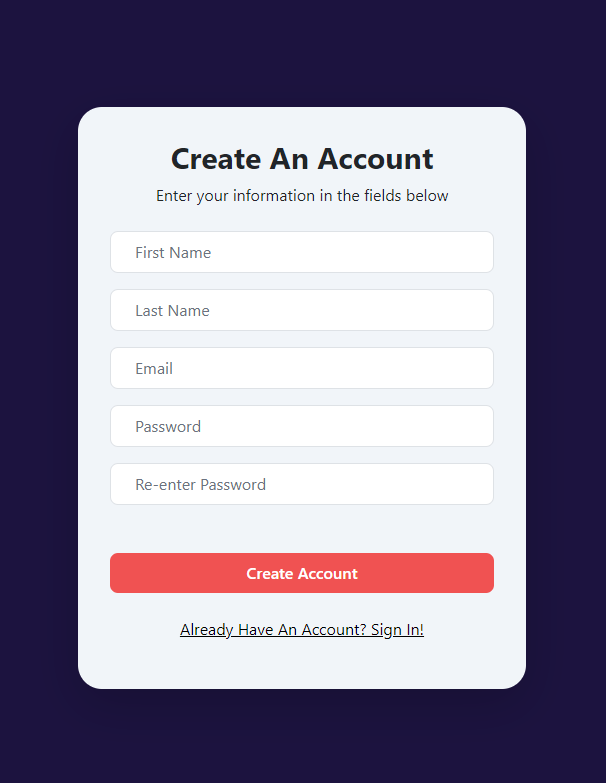 Create An Account
Enter your information in the fields below
First Name
Last Name
Email
Password
Re-enter Password
Create Account
Already Have An Account? Sign In!